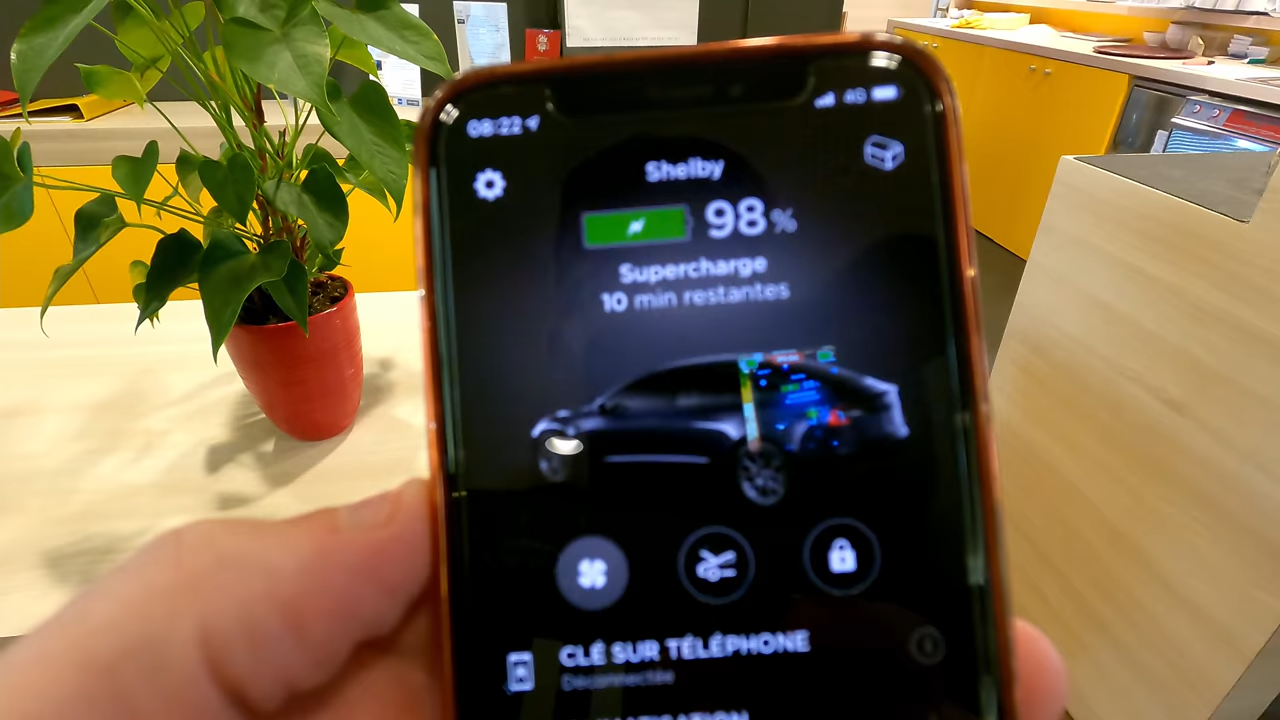 08:22
4G
Shelby
98%
Supercharge
10 min restantes
CLÉ SUR TÉLÉPHONE
Déconnectée